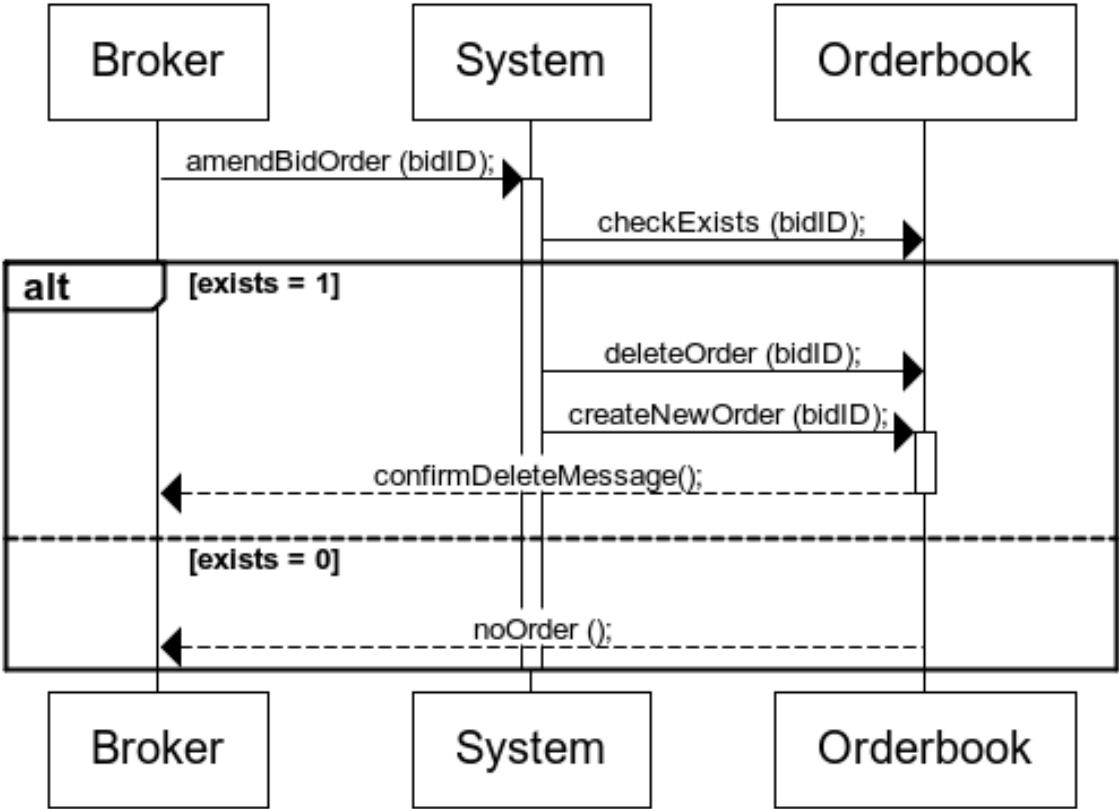 Broker
System
Orderbook
amendBidOrder (bidID);
checkExists (bidID);
alt
[exists = 1]
deleteOrder (bidID);
createNewOrder (bidID);
confirmDeleteMessage();
[exists = 0]
noOrder ();
Broker
System
Orderbook